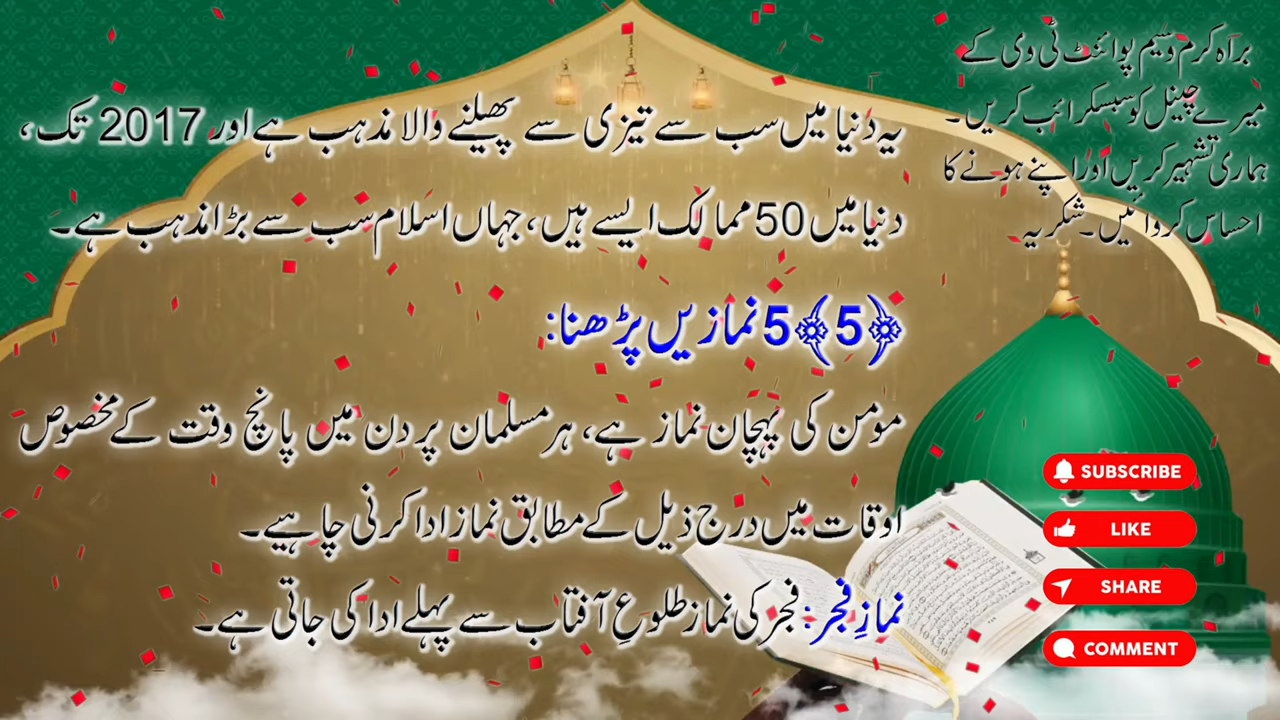 براہ کرم وسیم پوائنٹ ٹی وی کے
میرے چینل کو سبسکرائب کریں۔
ہماری تشہیر کریں اور اپنے ہونے کا
احساس کروائیں۔ شکریہ۔
یہ دنیا میں سب سے تیزی سے پھیلنے والا مذہب ہے اور 2017 تک،
دنیا میں 50 ممالک ایسے ہیں، جہاں اسلام سب سے بڑا مذہب ہے۔
﴿5﴾ 5 نمازیں پڑھنا:
مؤمن کی پہچان نماز ہے، ہر مسلمان پر دن میں پانچ وقت کے مخصوص
اوقات میں درج ذیل کے مطابق نماز ادا کرنی چاہیے۔
نمازِ فجر: فجر کی نماز طلوعِ آفتاب سے پہلے ادا کی جاتی ہے۔
SUBSCRIBE
LIKE
SHARE
COMMENT